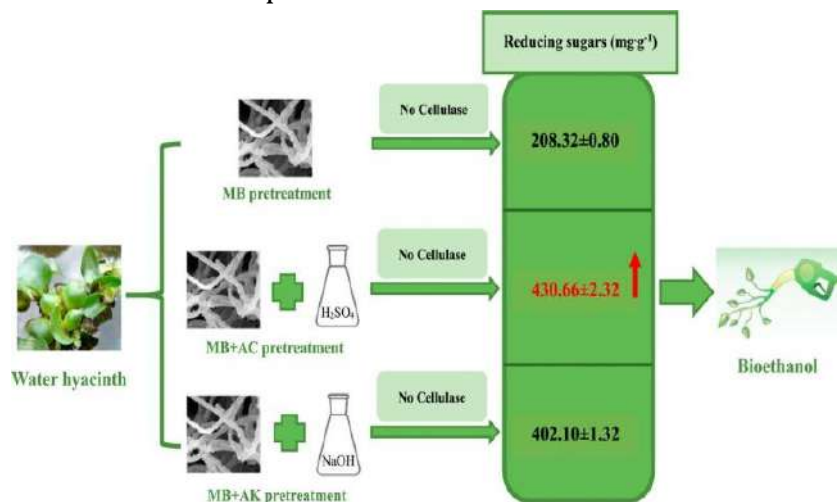 Reducing sugars (mg·g⁻¹)
No Cellulase
208.32±0.80
MB pretreatment
No Cellulase
430.66±2.32
H₂SO₄
MB+AC pretreatment
Water hyacinth
Bioethanol
No Cellulase
402.10±1.32
NaOH
MB+AK pretreatment